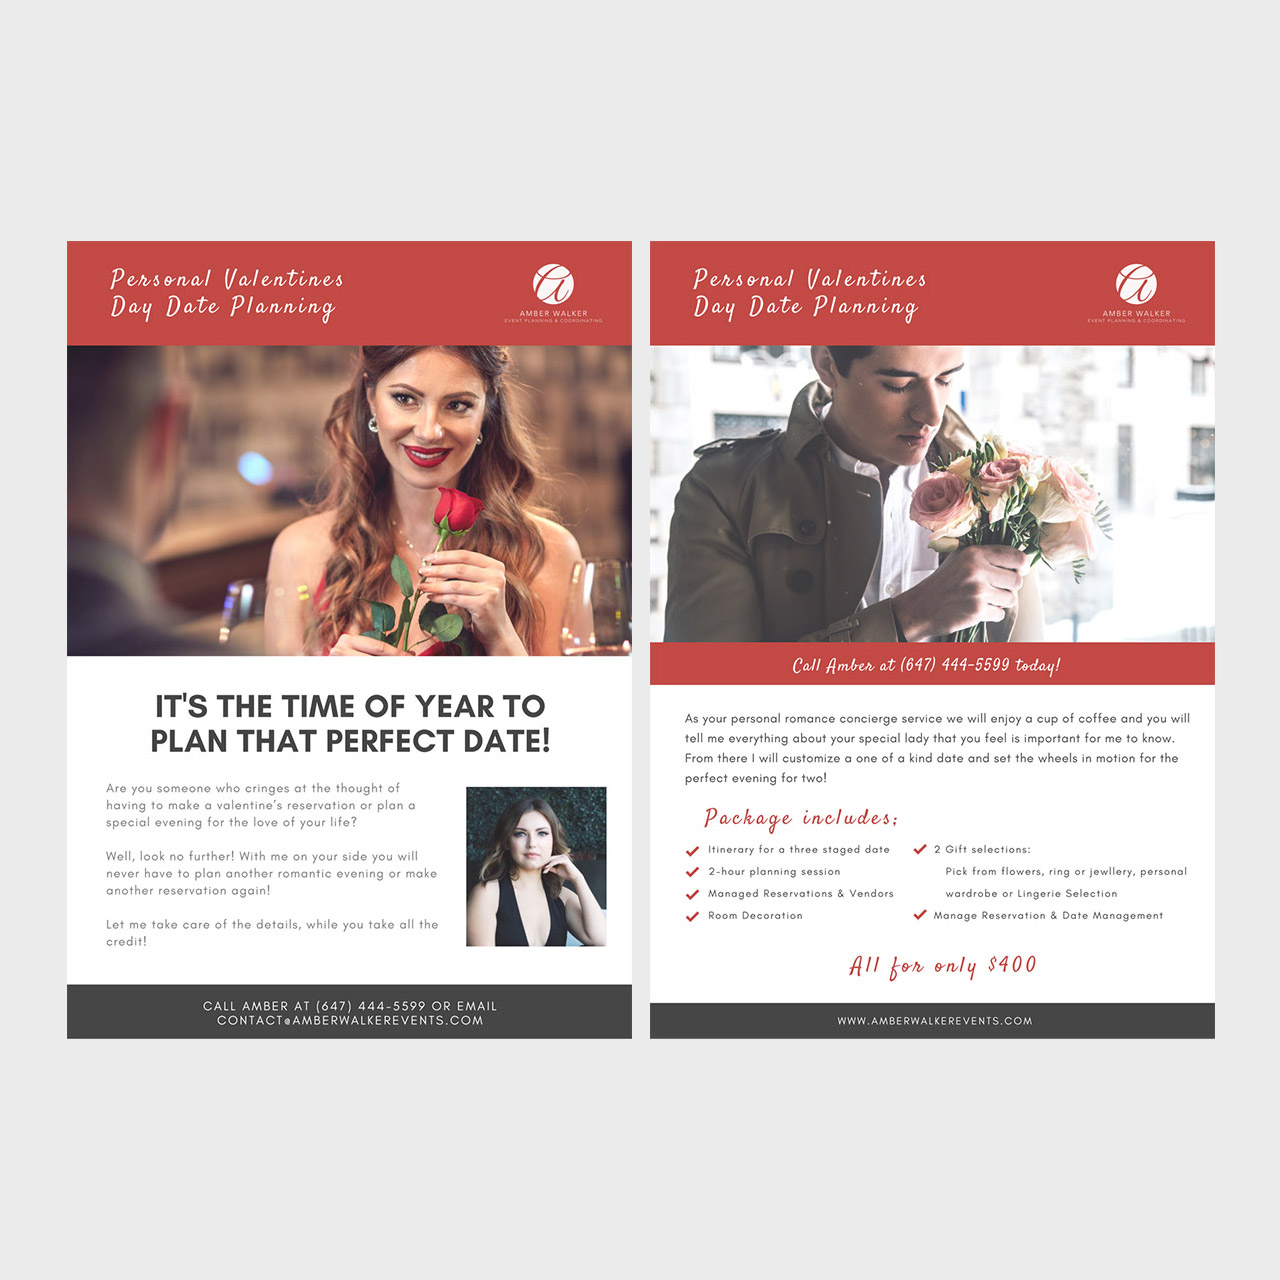 Personal Valentines
Day Date Planning
AMBER WALKER
EVENT PLANNING & COORDINATING
IT'S THE TIME OF YEAR TO
PLAN THAT PERFECT DATE!
Are you someone who cringes at the thought of
having to make a valentine's reservation or plan a
special evening for the love of your life?
Well, look no further! With me on your side you will
never have to plan another romantic evening or make
another reservation again!
Let me take care of the details, while you take all the
credit!
CALL AMBER AT (647) 444-5599 OR EMAIL
CONTACT@AMBERWALKEREVENTS.COM
Personal Valentines
Day Date Planning
AMBER WALKER
EVENT PLANNING & COORDINATING
Call Amber at (647) 444-5599 today!
As your personal romance concierge service we will enjoy a cup of coffee and you will
tell me everything about your special lady that you feel is important for me to know.
From there I will customize a one of a kind date and set the wheels in motion for the
perfect evening for two!
Package includes;
Itinerary for a three staged date
2-hour planning session
Managed Reservations & Vendors
Room Decoration
2 Gift selections:
Pick from flowers, ring or jewllery, personal
wardrobe or Lingerie Selection
Manage Reservation & Date Management
All for only $400
WWW.AMBERWALKEREVENTS.COM